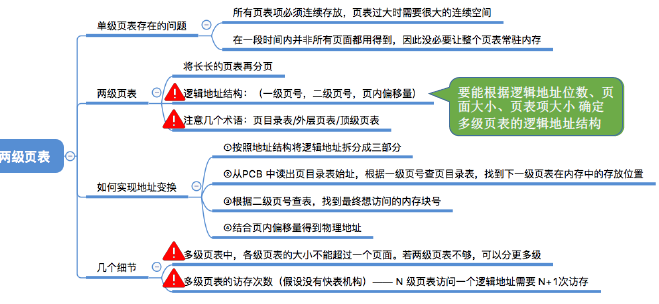 两级页表
单级页表存在的问题
所有页表项必须连续存放，页表过大时需要很大的连续空间
在一段时间内并非所有页面都用得到，因此没必要让整个页表常驻内存
两级页表
将长长的页表再分页
逻辑地址结构：（一级页号，二级页号，页内偏移量）
注意几个术语：页目录表/外层页表/顶级页表
要能根据逻辑地址位数、页
面大小、页表项大小 确定
多级页表的逻辑地址结构
如何实现地址变换
①按照地址结构将逻辑地址拆分成三部分
②从PCB 中读出页目录表始址，根据一级页号查页目录表，找到下一级页表在内存中的存放位置
③根据二级页号查表，找到最终想访问的内存块号
④结合页内偏移量得到物理地址
几个细节
多级页表中，各级页表的大小不能超过一个页面。若两级页表不够，可以分更多级
多级页表的访存次数（假设没有快表机构）—— N 级页表访问一个逻辑地址需要 N+1次访存